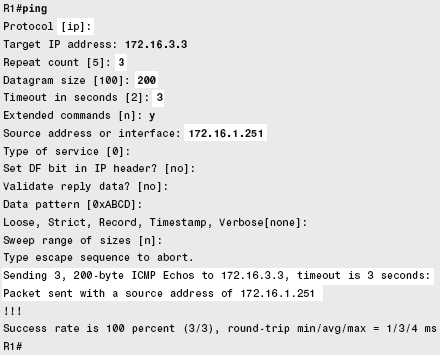 R1#ping
Protocol [ip]:
Target IP address: 172.16.3.3
Repeat count [5]: 3
Datagram size [100]: 200
Timeout in seconds [2]: 3
Extended commands [n]: y
Source address or interface: 172.16.1.251
Type of service [0]:
Set DF bit in IP header? [no]:
Validate reply data? [no]:
Data pattern [0xABCD]:
Loose, Strict, Record, Timestamp, Verbose[none]:
Sweep range of sizes [n]:
Type escape sequence to abort.
Sending 3, 200-byte ICMP Echos to 172.16.3.3, timeout is 3 seconds:
Packet sent with a source address of 172.16.1.251
!!!
Success rate is 100 percent (3/3), round-trip min/avg/max = 1/3/4 ms
R1#